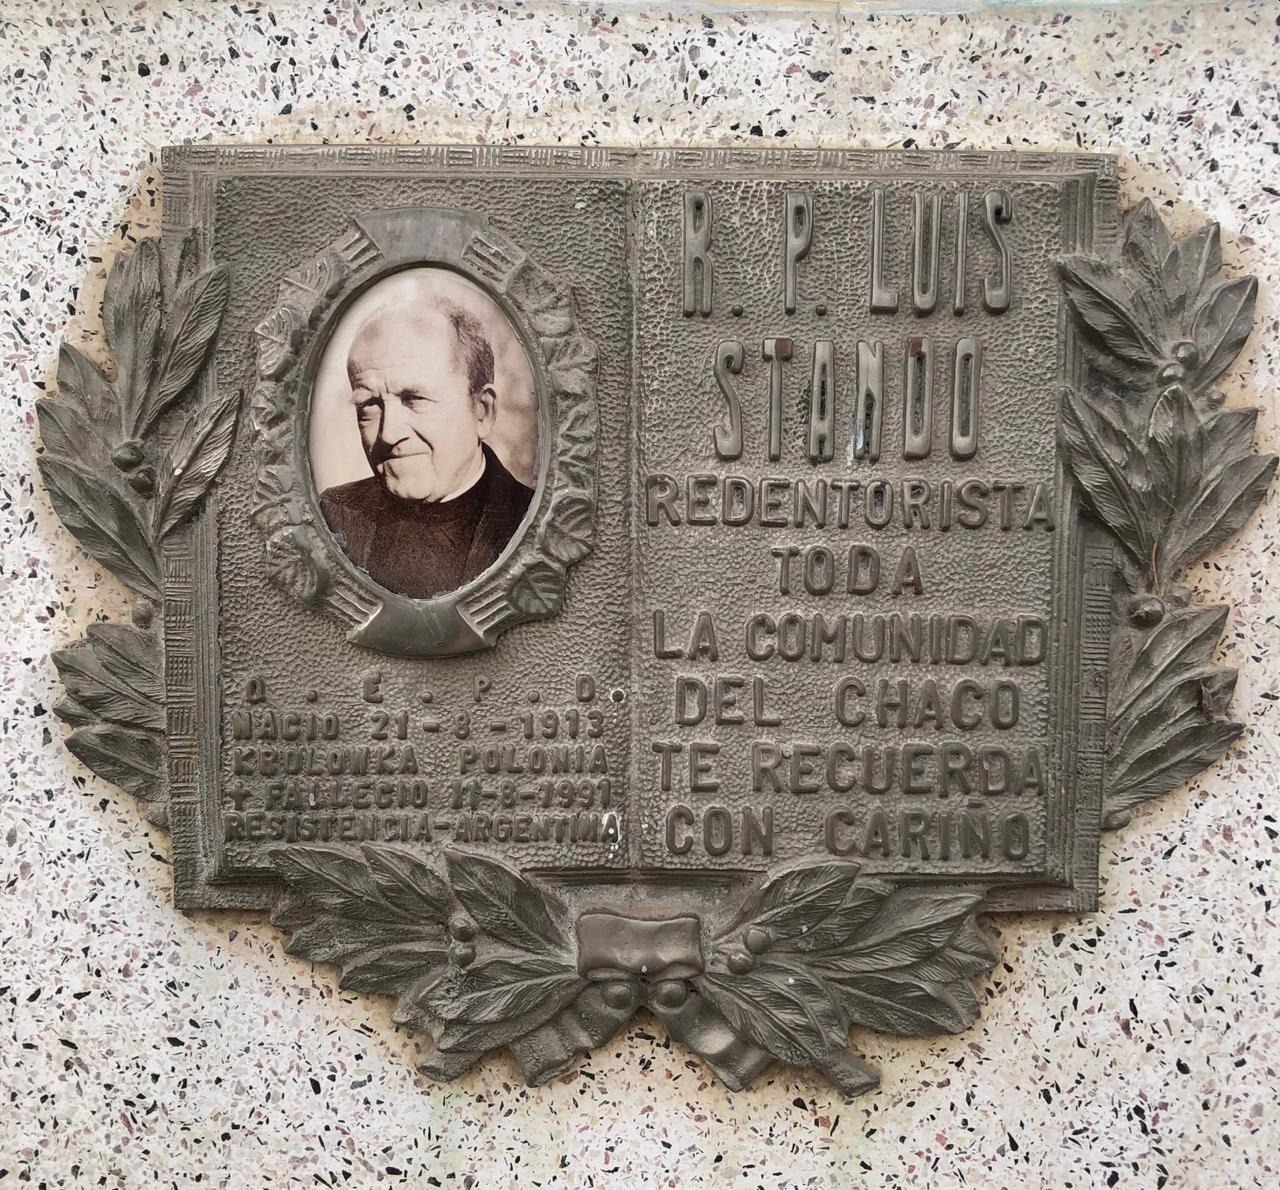 Q . E . P . D
NACIO 21-8-1913
KROLOWKA POLONIA
+ FALLECIO 11-8-1991
RESISTENCIA-ARGENTINA
R. P. LUIS
STANDO
REDENTORISTA
TODA
LA COMUNIDAD
DEL CHACO
TE RECUERDA
CON CARIÑO